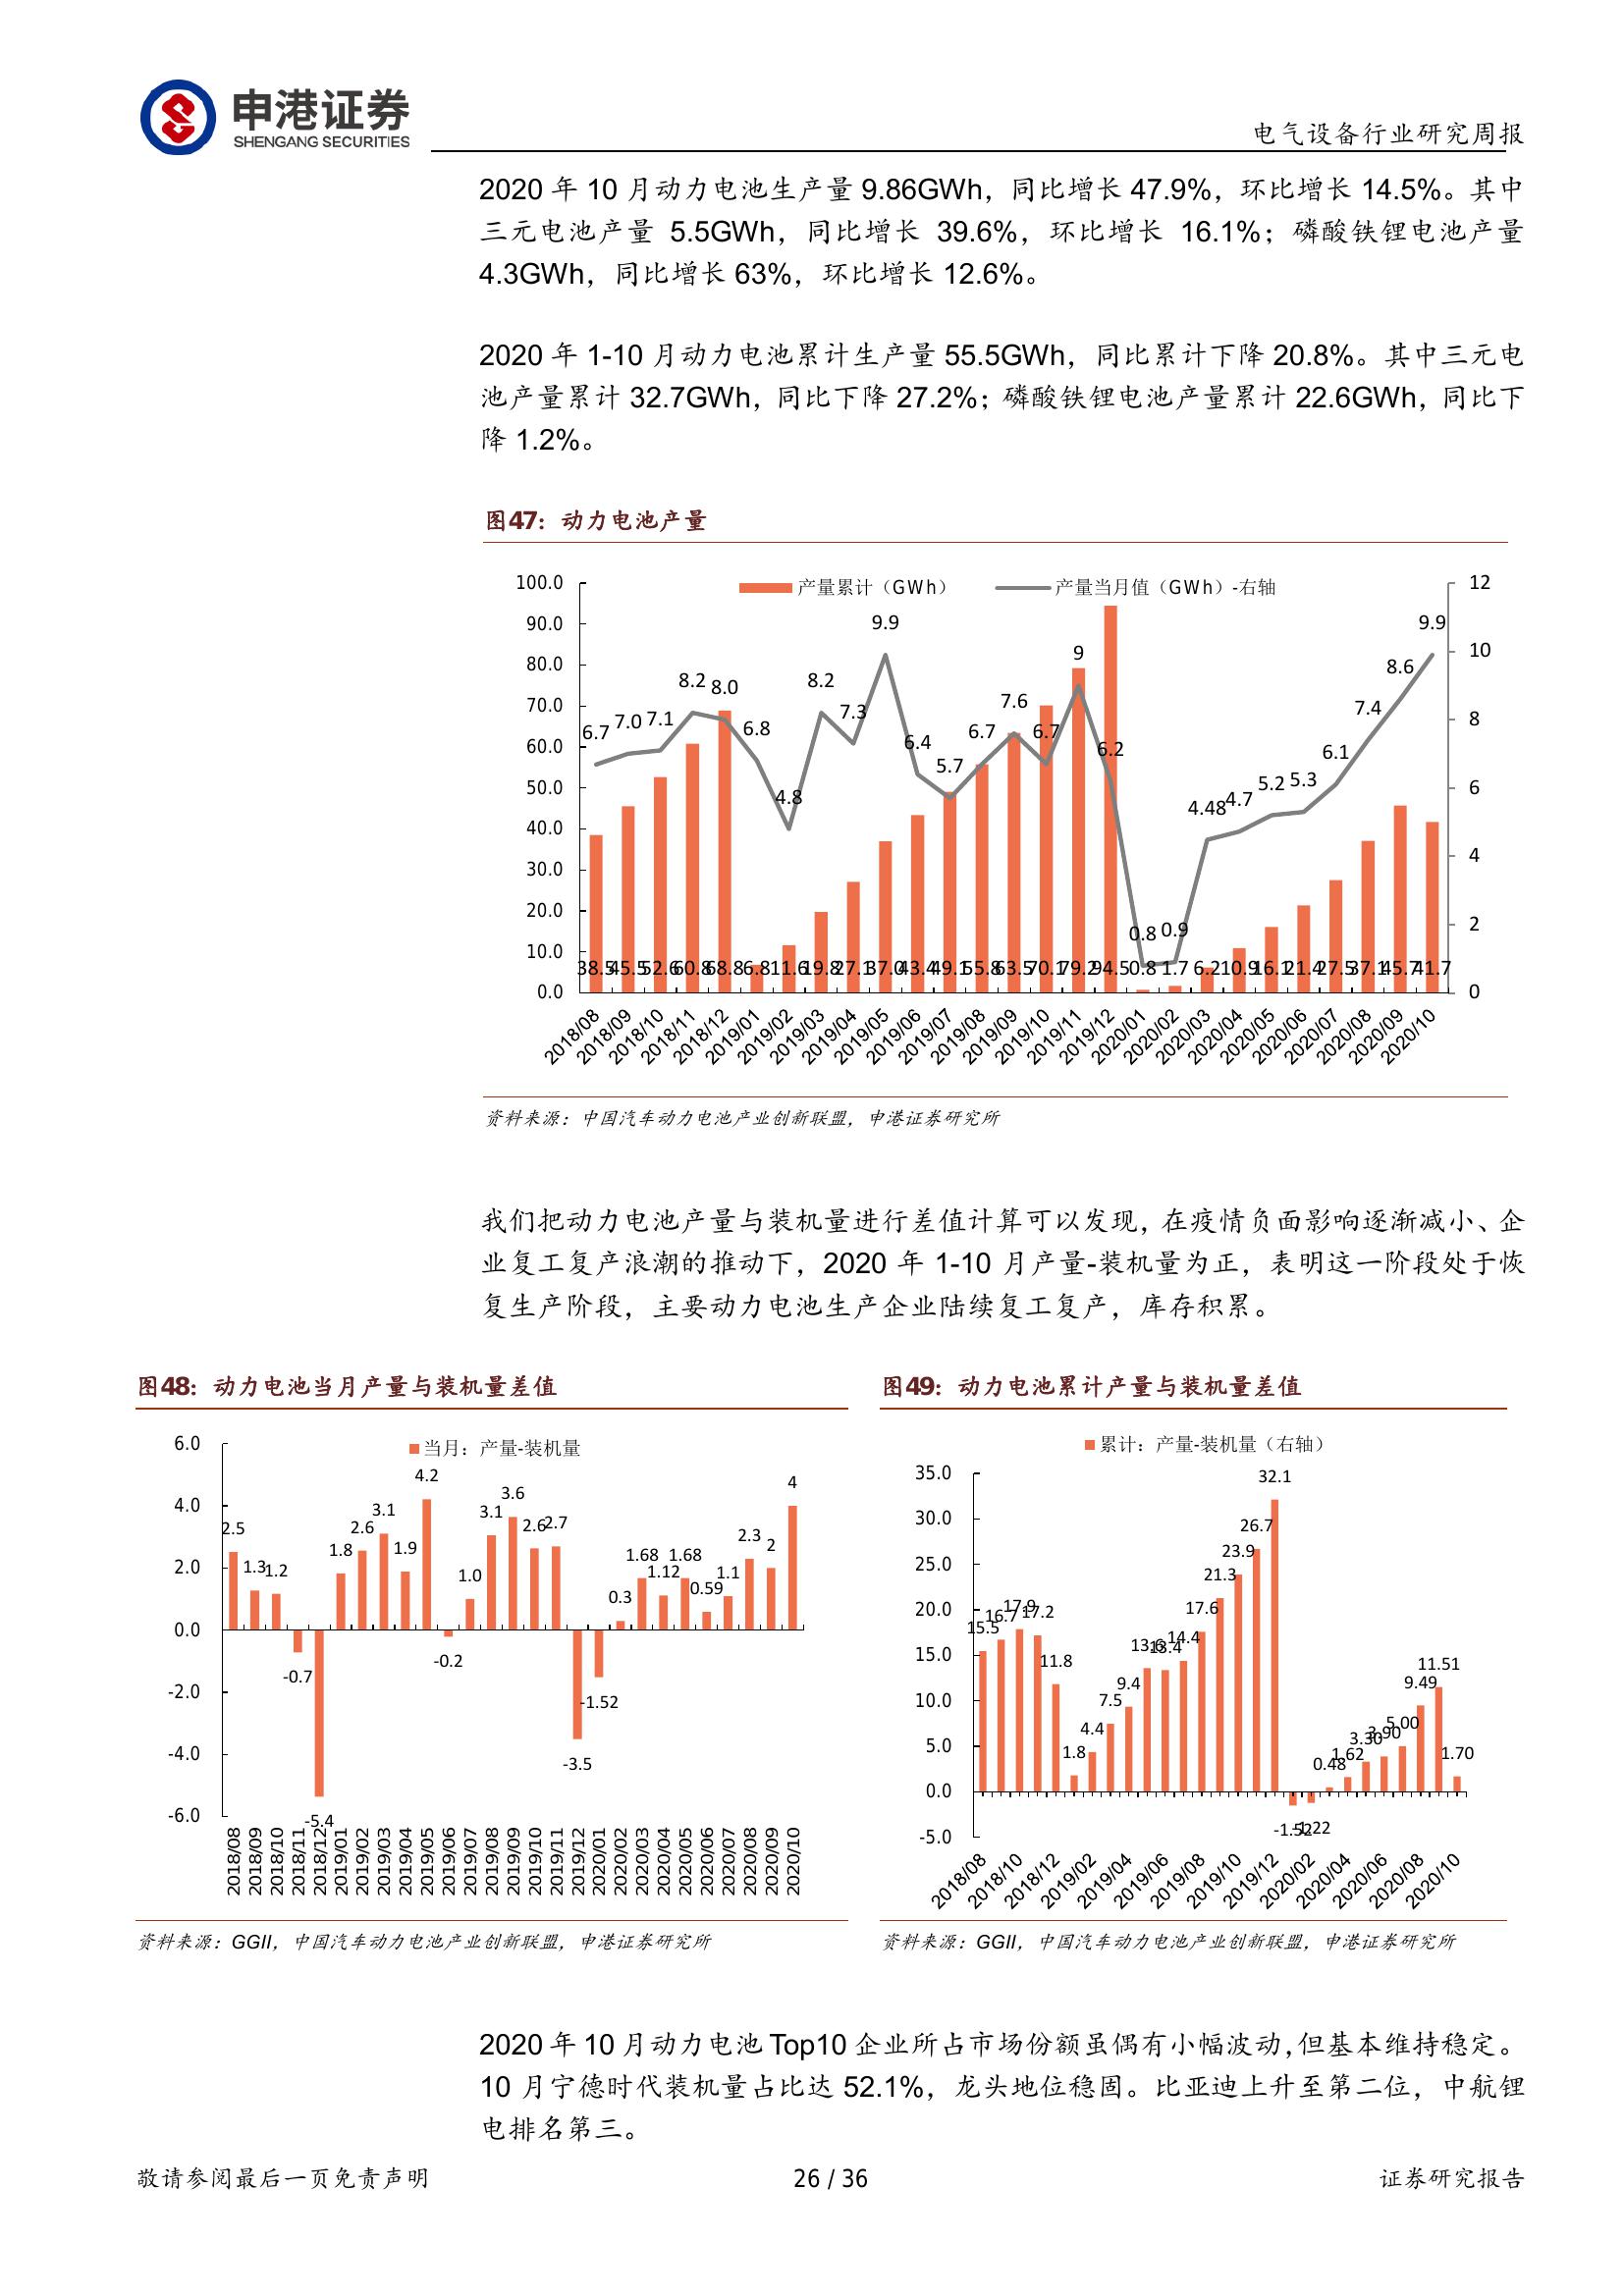 申港证券
SHENGANG SECURITIES
电气设备行业研究周报
2020 年 10 月动力电池生产量 9.86GWh，同比增长 47.9%，环比增长 14.5%。其中
三元电池产量 5.5GWh，同比增长 39.6%，环比增长 16.1%；磷酸铁锂电池产量
4.3GWh，同比增长 63%，环比增长 12.6%。
2020 年 1-10 月动力电池累计生产量 55.5GWh，同比累计下降 20.8%。其中三元电
池产量累计 32.7GWh，同比下降 27.2%；磷酸铁锂电池产量累计 22.6GWh，同比下
降 1.2%。
图47：动力电池产量
产量累计（GWh） 产量当月值（GWh）-右轴
100.0
90.0
80.0
70.0
60.0
50.0
40.0
30.0
20.0
10.0
0.0
12
10
8
6
4
2
0
6.7 7.0 7.1 8.2 8.0 6.8 4.8 8.2 7.3 9.9 6.4 5.7 6.7 7.6 6.7 9 6.2 0.8 0.9 4.48 4.7 5.2 5.3 6.1 7.4 8.6 9.9
38.5 45.5 52.6 60.8 68.8 6.8 11.6 19.8 27.1 37.0 43.4 49.1 55.8 63.5 70.1 79.2 94.5 0.8 1.7 6.2 10.9 16.1 21.4 27.5 37.1 45.7 41.7
2018/08 2018/09 2018/10 2018/11 2018/12 2019/01 2019/02 2019/03 2019/04 2019/05 2019/06 2019/07 2019/08 2019/09 2019/10 2019/11 2019/12 2020/01 2020/02 2020/03 2020/04 2020/05 2020/06 2020/07 2020/08 2020/09 2020/10
资料来源：中国汽车动力电池产业创新联盟，申港证券研究所
我们把动力电池产量与装机量进行差值计算可以发现，在疫情负面影响逐渐减小、企
业复工复产浪潮的推动下，2020 年 1-10 月产量-装机量为正，表明这一阶段处于恢
复生产阶段，主要动力电池生产企业陆续复工复产，库存积累。
图48：动力电池当月产量与装机量差值
当月：产量-装机量
6.0
4.0
2.0
0.0
-2.0
-4.0
-6.0
2.5 1.3 1.2 -0.7 -5.4 1.8 2.6 3.1 1.9 4.2 -0.2 1.0 3.1 3.6 2.6 2.7 -3.5 -1.52 0.3 1.68 1.12 1.68 0.59 1.1 2.3 2 4
2018/08 2018/09 2018/10 2018/11 2018/12 2019/01 2019/02 2019/03 2019/04 2019/05 2019/06 2019/07 2019/08 2019/09 2019/10 2019/11 2019/12 2020/01 2020/02 2020/03 2020/04 2020/05 2020/06 2020/07 2020/08 2020/09 2020/10
资料来源：GGII，中国汽车动力电池产业创新联盟，申港证券研究所
图49：动力电池累计产量与装机量差值
累计：产量-装机量（右轴）
35.0
30.0
25.0
20.0
15.0
10.0
5.0
0.0
-5.0
15.5 16.7 17.9 17.2 11.8 1.8 4.4 7.5 9.4 13.6 13.4 14.4 17.6 21.3 23.9 26.7 32.1 -1.52 -1.22 0.48 1.62 3.30 3.90 5.00 9.49 11.51 1.70
2018/08 2018/10 2018/12 2019/02 2019/04 2019/06 2019/08 2019/10 2019/12 2020/02 2020/04 2020/06 2020/08 2020/10
资料来源：GGII，中国汽车动力电池产业创新联盟，申港证券研究所
2020 年 10 月动力电池 Top10 企业所占市场份额虽偶有小幅波动，但基本维持稳定。
10 月宁德时代装机量占比达 52.1%，龙头地位稳固。比亚迪上升至第二位，中航锂
电排名第三。
敬请参阅最后一页免责声明
26 / 36
证券研究报告